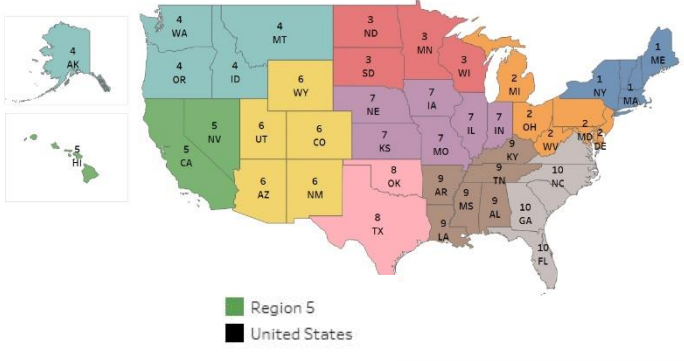 4
AK
5
HI
4
WA
4
MT
4
OR
4
ID
3
ND
3
MN
3
SD
3
WI
2
MI
1
ME
1
NY
1
MA
6
WY
7
NE
7
IA
7
IL
7
IN
2
OH
2
WV
2
MD
2
DE
5
NV
5
CA
6
UT
6
CO
7
KS
7
MO
9
KY
9
TN
10
NC
6
AZ
6
NM
8
OK
8
TX
9
AR
9
MS
9
AL
9
LA
10
GA
10
FL
Region 5
United States